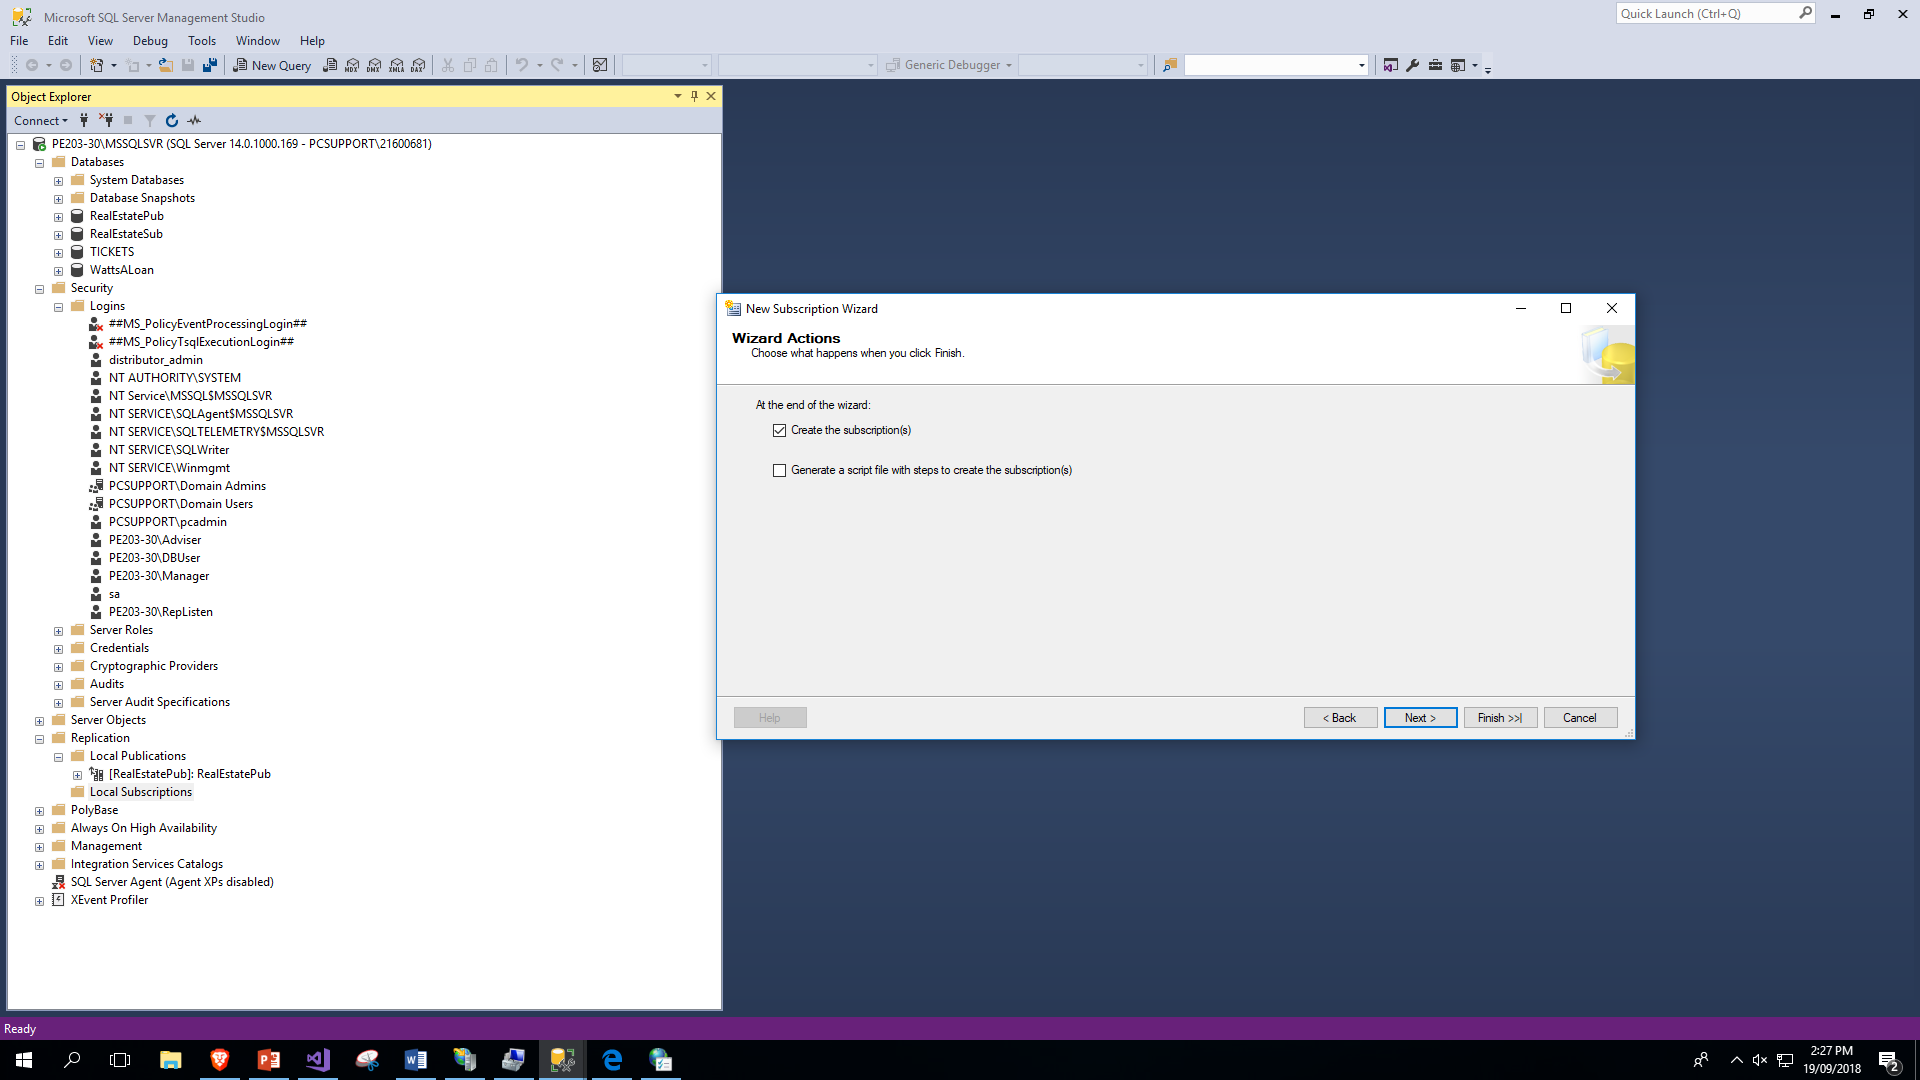 Microsoft SQL Server Management Studio
Quick Launch (Ctrl+Q)
File Edit View Debug Tools Window Help
New Query
MDX DMX XMLA DAX
Generic Debugger
Object Explorer
Connect
PE203-30\MSSQLSVR (SQL Server 14.0.1000.169 - PCSUPPORT\21600681)
Databases
System Databases
Database Snapshots
RealEstatePub
RealEstateSub
TICKETS
WattsALoan
Security
Logins
##MS_PolicyEventProcessingLogin##
##MS_PolicyTsqlExecutionLogin##
distributor_admin
NT AUTHORITY\SYSTEM
NT Service\MSSQL$MSSQLSVR
NT SERVICE\SQLAgent$MSSQLSVR
NT SERVICE\SQLTELEMETRY$MSSQLSVR
NT SERVICE\SQLWriter
NT SERVICE\Winmgmt
PCSUPPORT\Domain Admins
PCSUPPORT\Domain Users
PCSUPPORT\pcadmin
PE203-30\Adviser
PE203-30\DBUser
PE203-30\Manager
sa
PE203-30\RepListen
Server Roles
Credentials
Cryptographic Providers
Audits
Server Audit Specifications
Server Objects
Replication
Local Publications
[RealEstatePub]: RealEstatePub
Local Subscriptions
PolyBase
Always On High Availability
Management
Integration Services Catalogs
SQL Server Agent (Agent XPs disabled)
XEvent Profiler
New Subscription Wizard
Wizard Actions
Choose what happens when you click Finish.
At the end of the wizard:
Create the subscription(s)
Generate a script file with steps to create the subscription(s)
Help
< Back
Next >
Finish >>|
Cancel
Ready
2:27 PM
19/09/2018
2